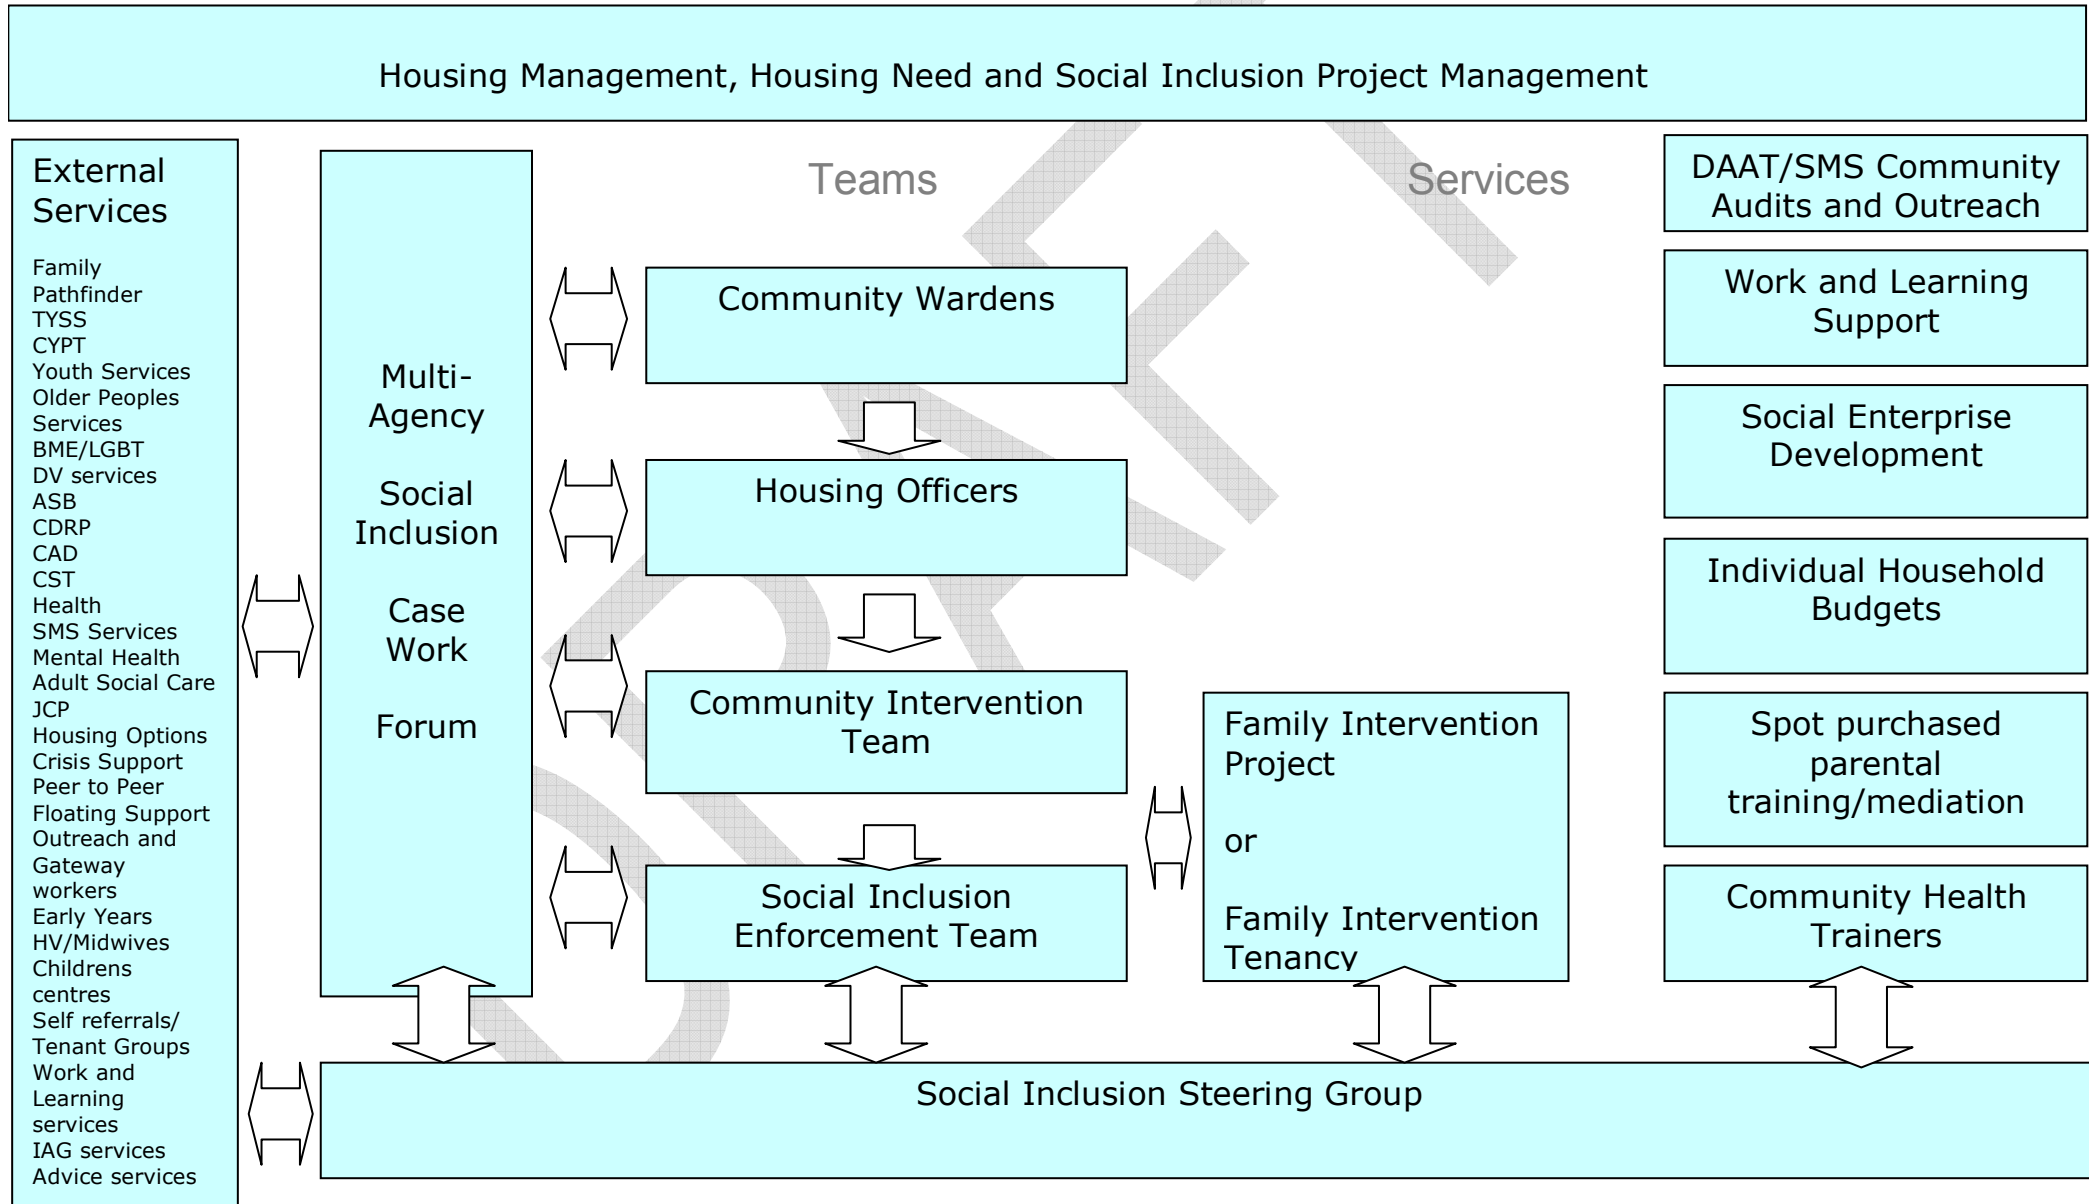 Housing Management, Housing Need and Social Inclusion Project Management
External
Services
Family
Pathfinder
TYSS
CYPT
Youth Services
Older Peoples
Services
BME/LGBT
DV services
ASB
CDRP
CAD
CST
Health
SMS Services
Mental Health
Adult Social Care
JCP
Housing Options
Crisis Support
Peer to Peer
Floating Support
Outreach and
Gateway
workers
Early Years
HV/Midwives
Childrens
centres
Self referrals/
Tenant Groups
Work and
Learning
services
IAG services
Advice services
Multi-
Agency
Social
Inclusion
Case
Work
Forum
Teams
Community Wardens
Housing Officers
Community Intervention
Team
Social Inclusion
Enforcement Team
Services
Family Intervention
Project
or
Family Intervention
Tenancy
DAAT/SMS Community
Audits and Outreach
Work and Learning
Support
Social Enterprise
Development
Individual Household
Budgets
Spot purchased
parental
training/mediation
Community Health
Trainers
Social Inclusion Steering Group
DRAFT